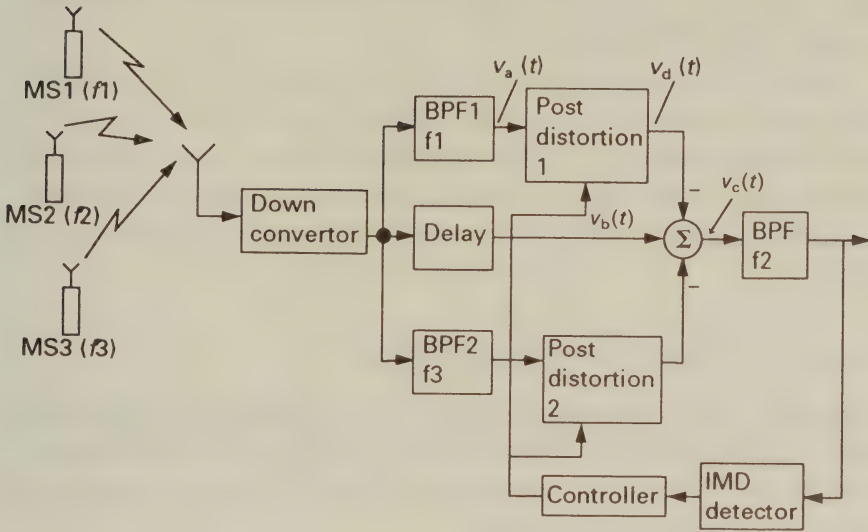 MS1 (f1)
MS2 (f2)
MS3 (f3)
Down
convertor
BPF1
f1
v_a (t)
Post
distortion
1
v_d (t)
Delay
v_b(t)
Σ
v_c(t)
BPF
f2
–
–
BPF2
f3
Post
distortion
2
Controller
IMD
detector